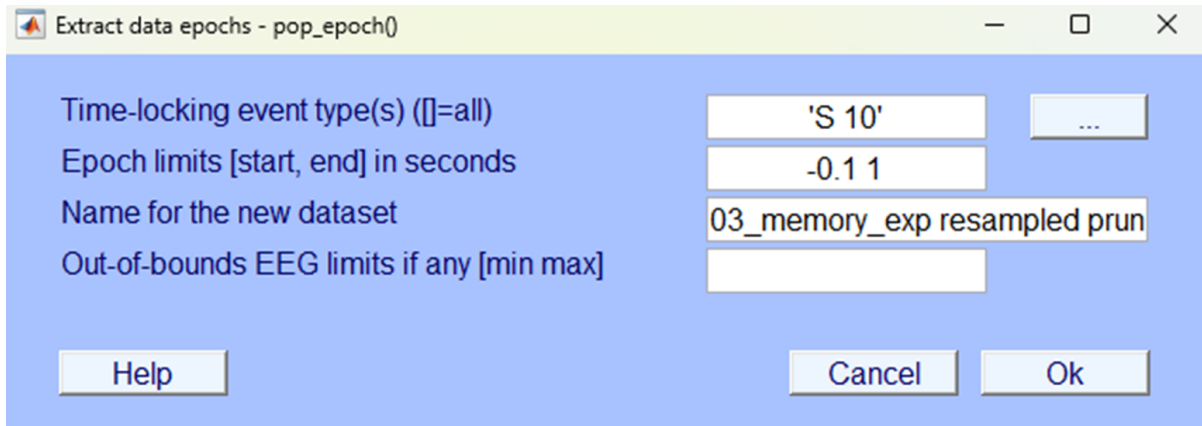 Extract data epochs - pop_epoch()
Time-locking event type(s) ([]=all) 'S 10' ...
Epoch limits [start, end] in seconds -0.1 1
Name for the new dataset 03_memory_exp resampled prun
Out-of-bounds EEG limits if any [min max]
Help Cancel Ok